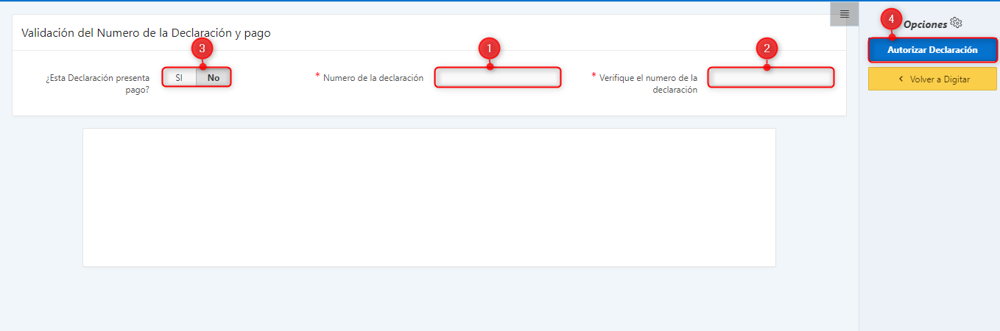 Validación del Numero de la Declaración y pago
3
1
2
¿Esta Declaración presenta
pago?
SI
No
* Numero de la declaración
* Verifique el numero de la
declaración
4
Opciones
Autorizar Declaración
< Volver a Digitar